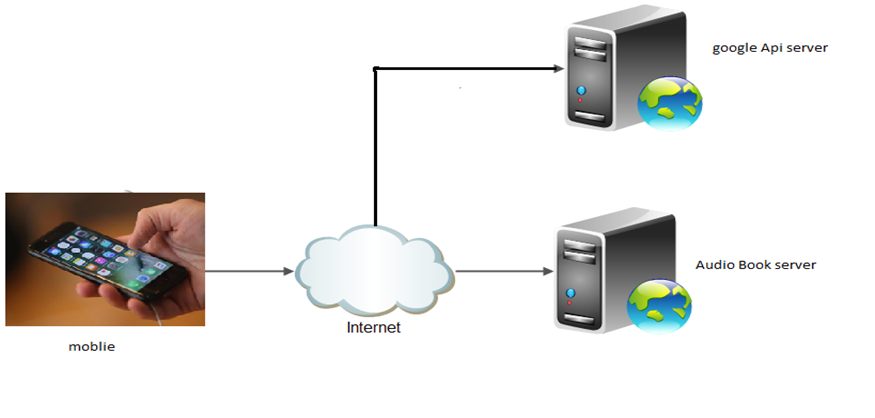 google Api server
Audio Book server
Internet
moblie